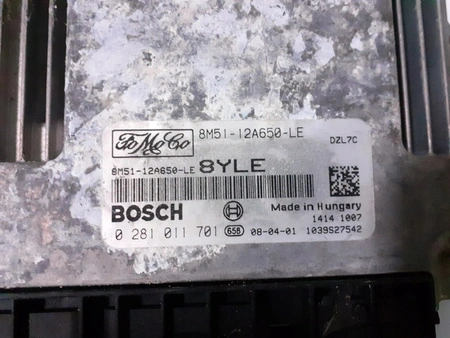 FoMoCo 8M51-12A650-LE
DZL7C
8M51-12A650-LE 8YLE
BOSCH
Made in Hungary
1414 1007
0 281 011 701 658 08-04-01 1039S27542